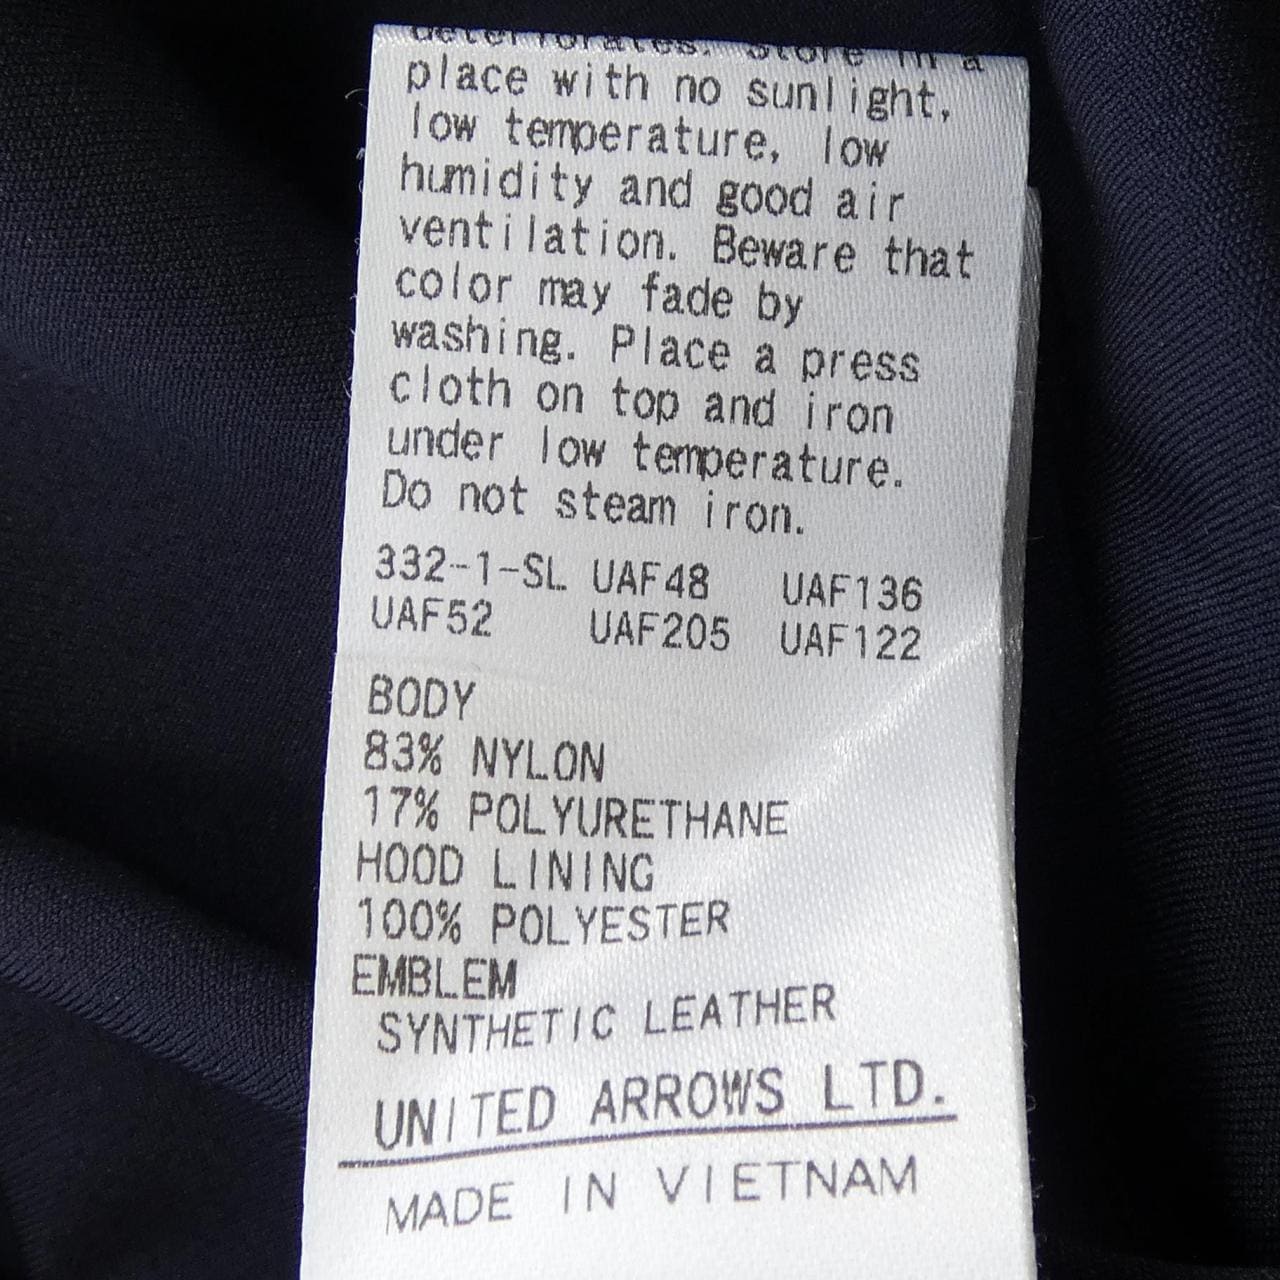 deteriorates. Store in a
place with no sunlight,
low temperature, low
humidity and good air
ventilation. Beware that
color may fade by
washing. Place a press
cloth on top and iron
under low temperature.
Do not steam iron.
332-1-SL UAF48 UAF136
UAF52 UAF205 UAF122
BODY
83% NYLON
17% POLYURETHANE
HOOD LINING
100% POLYESTER
EMBLEM
SYNTHETIC LEATHER
UNITED ARROWS LTD.
MADE IN VIETNAM